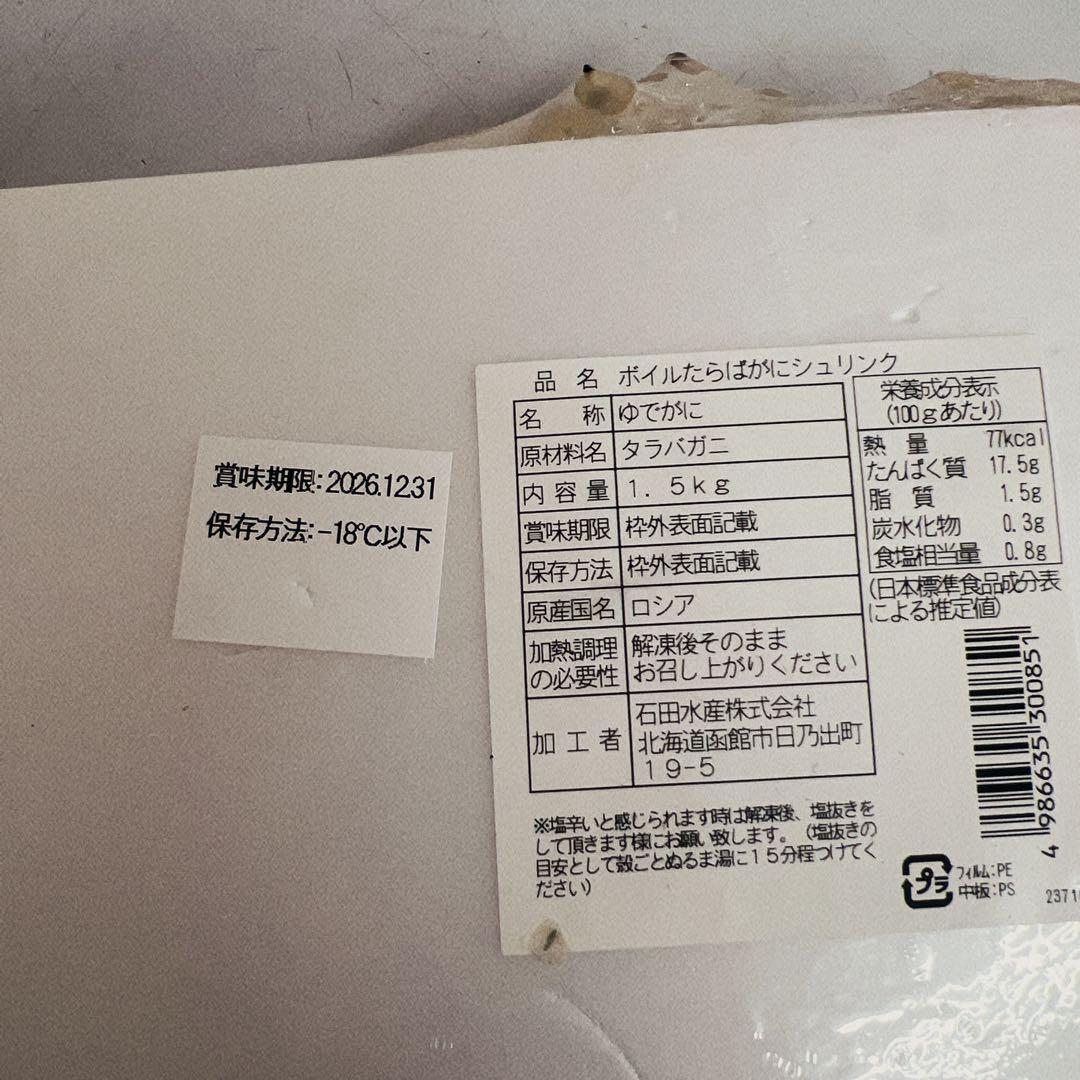 賞味期限:2026.12.31
保存方法:-18℃以下
品 名 ボイルたらばがにシュリンク
名 称 ゆでがに
原材料名 タラバガニ
内容量 1.5kg
賞味期限 枠外表面記載
保存方法 枠外表面記載
原産国名 ロシア
加熱調理の必要性 解凍後そのまま
お召し上がりください
加工者 石田水産株式会社
北海道函館市日乃出町
19-5
※塩辛いと感じられます時は解凍後、塩抜きを
して頂きます様にお願い致します。(塩抜きの
目安として殻ごとぬるま湯に15分程つけてく
ださい)
栄養成分表示
(100gあたり)
熱 量 77kcal
たんぱく質 17.5g
脂 質 1.5g
炭水化物 0.3g
食塩相当量 0.8g
(日本標準食品成分表
による推定値)
4 986635 300851
プラ
フィルム:PE
中板:PS